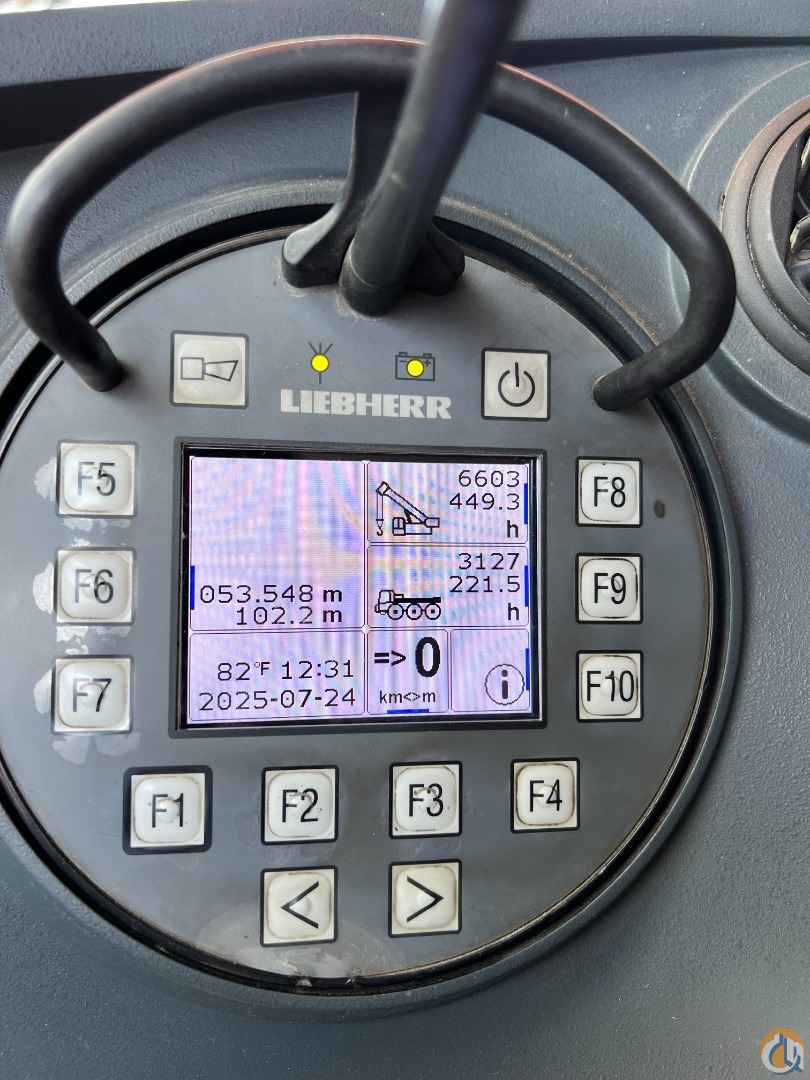 LIEBHERR
F5
F6
F7
F8
F9
F10
6603
449.3
h
3127
221.5
h
053.548 m
102.2 m
82°F 12:31
2025-07-24
=> 0
km<>m
i
F1
F2
F3
F4
<
>